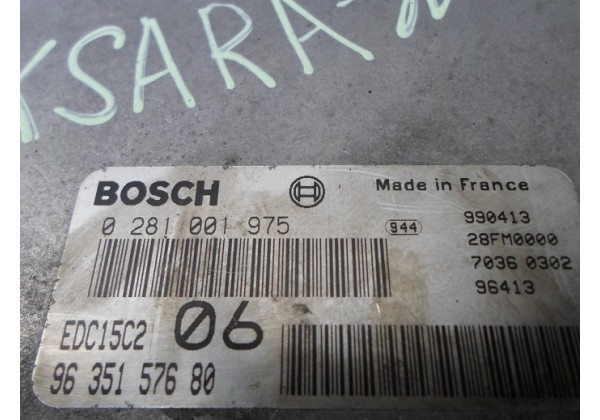 XSARA-
BOSCH Made in France
0 281 001 975 944 990413
28FM0000
7036 0302
96413
EDC15C2 06
96 351 576 80